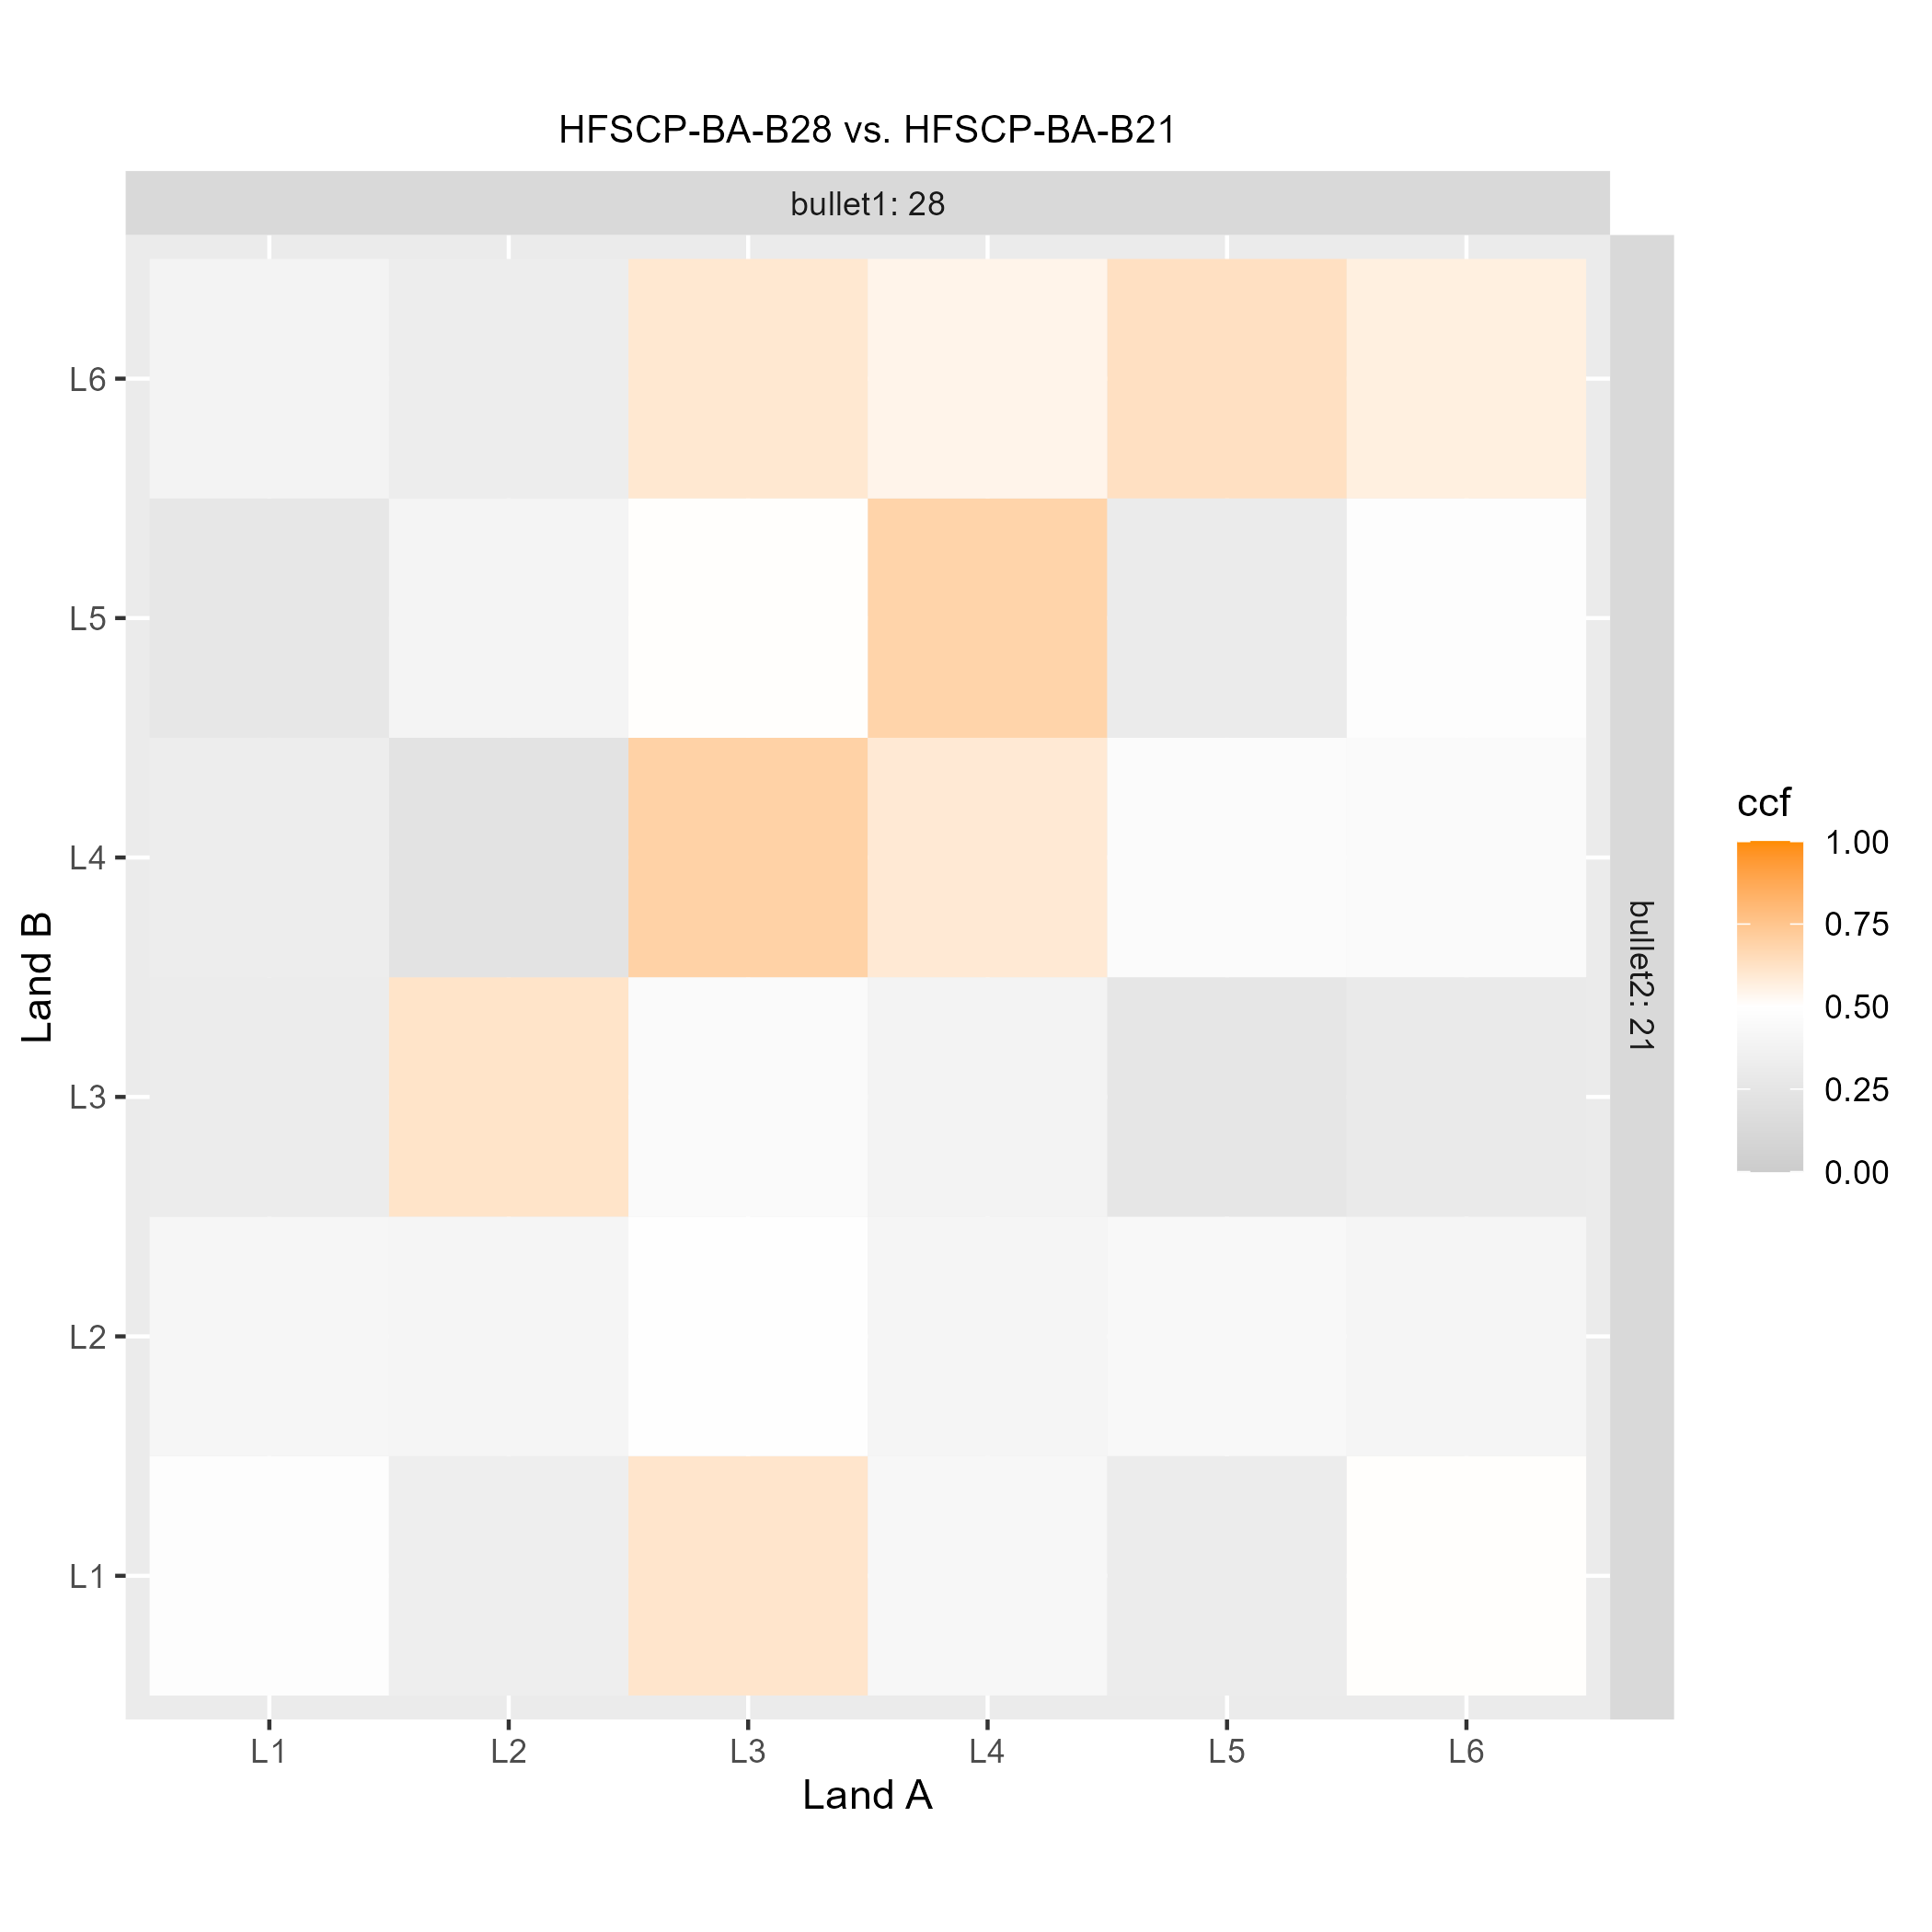 HFSCP-BA-B28 vs. HFSCP-BA-B21
bullet1: 28
L6
L5
L4
L3
L2
L1
Land B
bullet2: 21
L1
L2
L3
L4
L5
L6
Land A
ccf
1.00
0.75
0.50
0.25
0.00